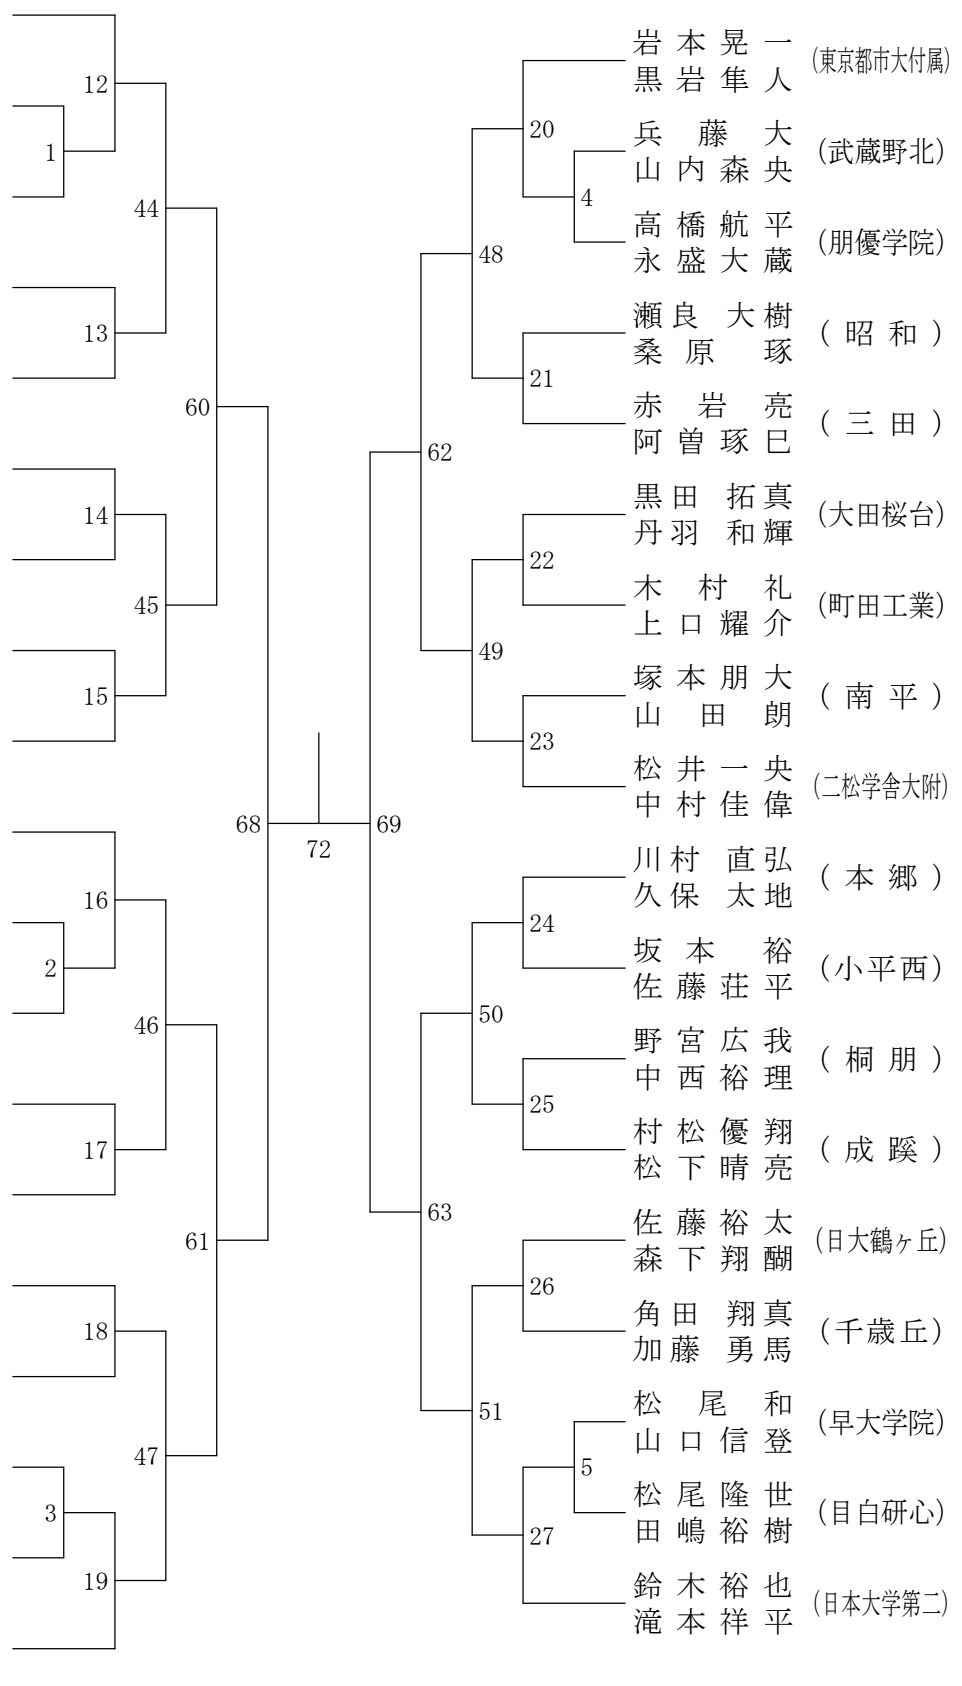 12
1
44
13
60
14
45
15
68
72
69
16
2
46
17
61
18
47
3
19
20
4
48
21
62
22
49
23
24
50
25
63
26
51
5
27
岩本晃一
黒岩隼人
(東京都市大付属)
兵藤大
山内森央
(武蔵野北)
高橋航平
永盛大蔵
(朋優学院)
瀬良大樹
桑原琢
(昭和)
赤岩亮
阿曽琢巳
(三田)
黒田拓真
丹羽和輝
(大田桜台)
木村礼
上口耀介
(町田工業)
塚本朋大
山田朗
(南平)
松井一央
中村佳偉
(二松学舎大附)
川村直弘
久保太地
(本郷)
坂本裕
佐藤荘平
(小平西)
野宮広我
中西裕理
(桐朋)
村松優翔
松下晴亮
(成蹊)
佐藤裕太
森下翔醐
(日大鶴ヶ丘)
角田翔真
加藤勇馬
(千歳丘)
松尾和
山口信登
(早大学院)
松尾隆世
田嶋裕樹
(目白研心)
鈴木裕也
滝本祥平
(日本大学第二)